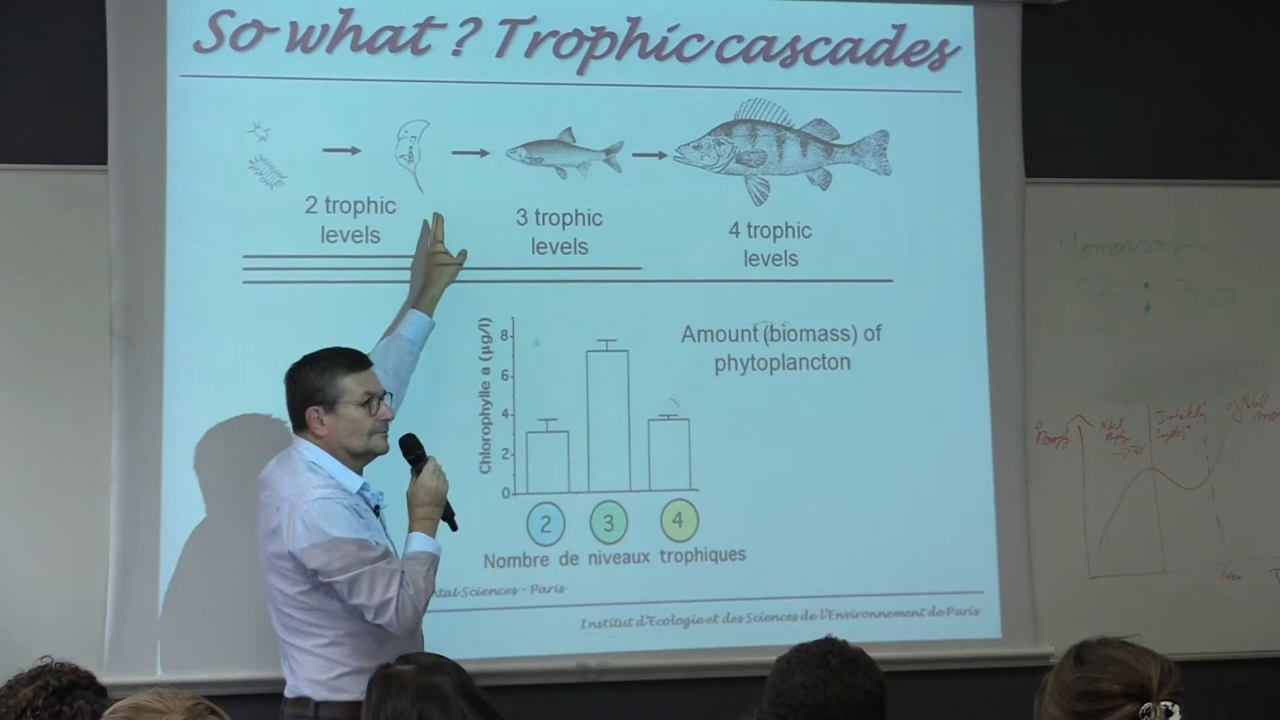 So what ? Trophic cascades
2 trophic
levels
3 trophic
levels
4 trophic
levels
Amount (biomass) of
phytoplancton
Chlorophylle a (µg/l)
8
6
4
2
0
2
3
4
Nombre de niveaux trophiques
Sciences - Paris
Institut d'Ecologie et des Sciences de l'Environnement de Paris
Tomorrow